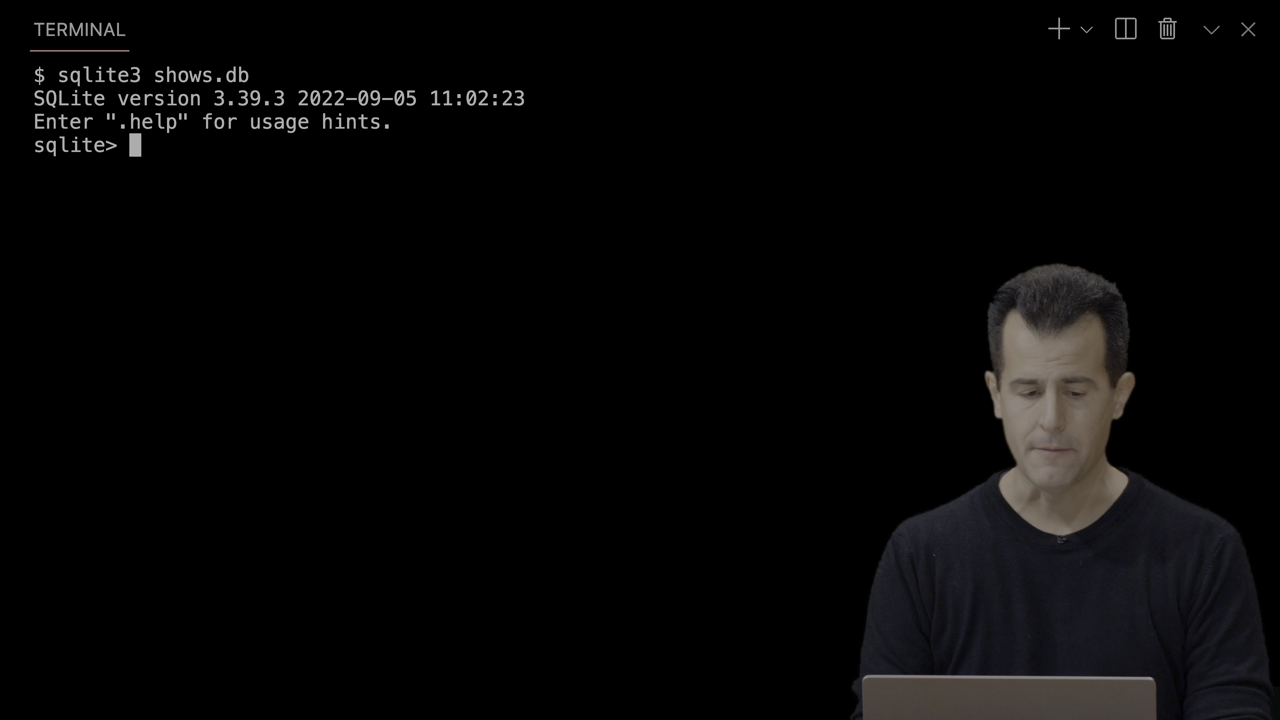 TERMINAL
$ sqlite3 shows.db
SQLite version 3.39.3 2022-09-05 11:02:23
Enter ".help" for usage hints.
sqlite>